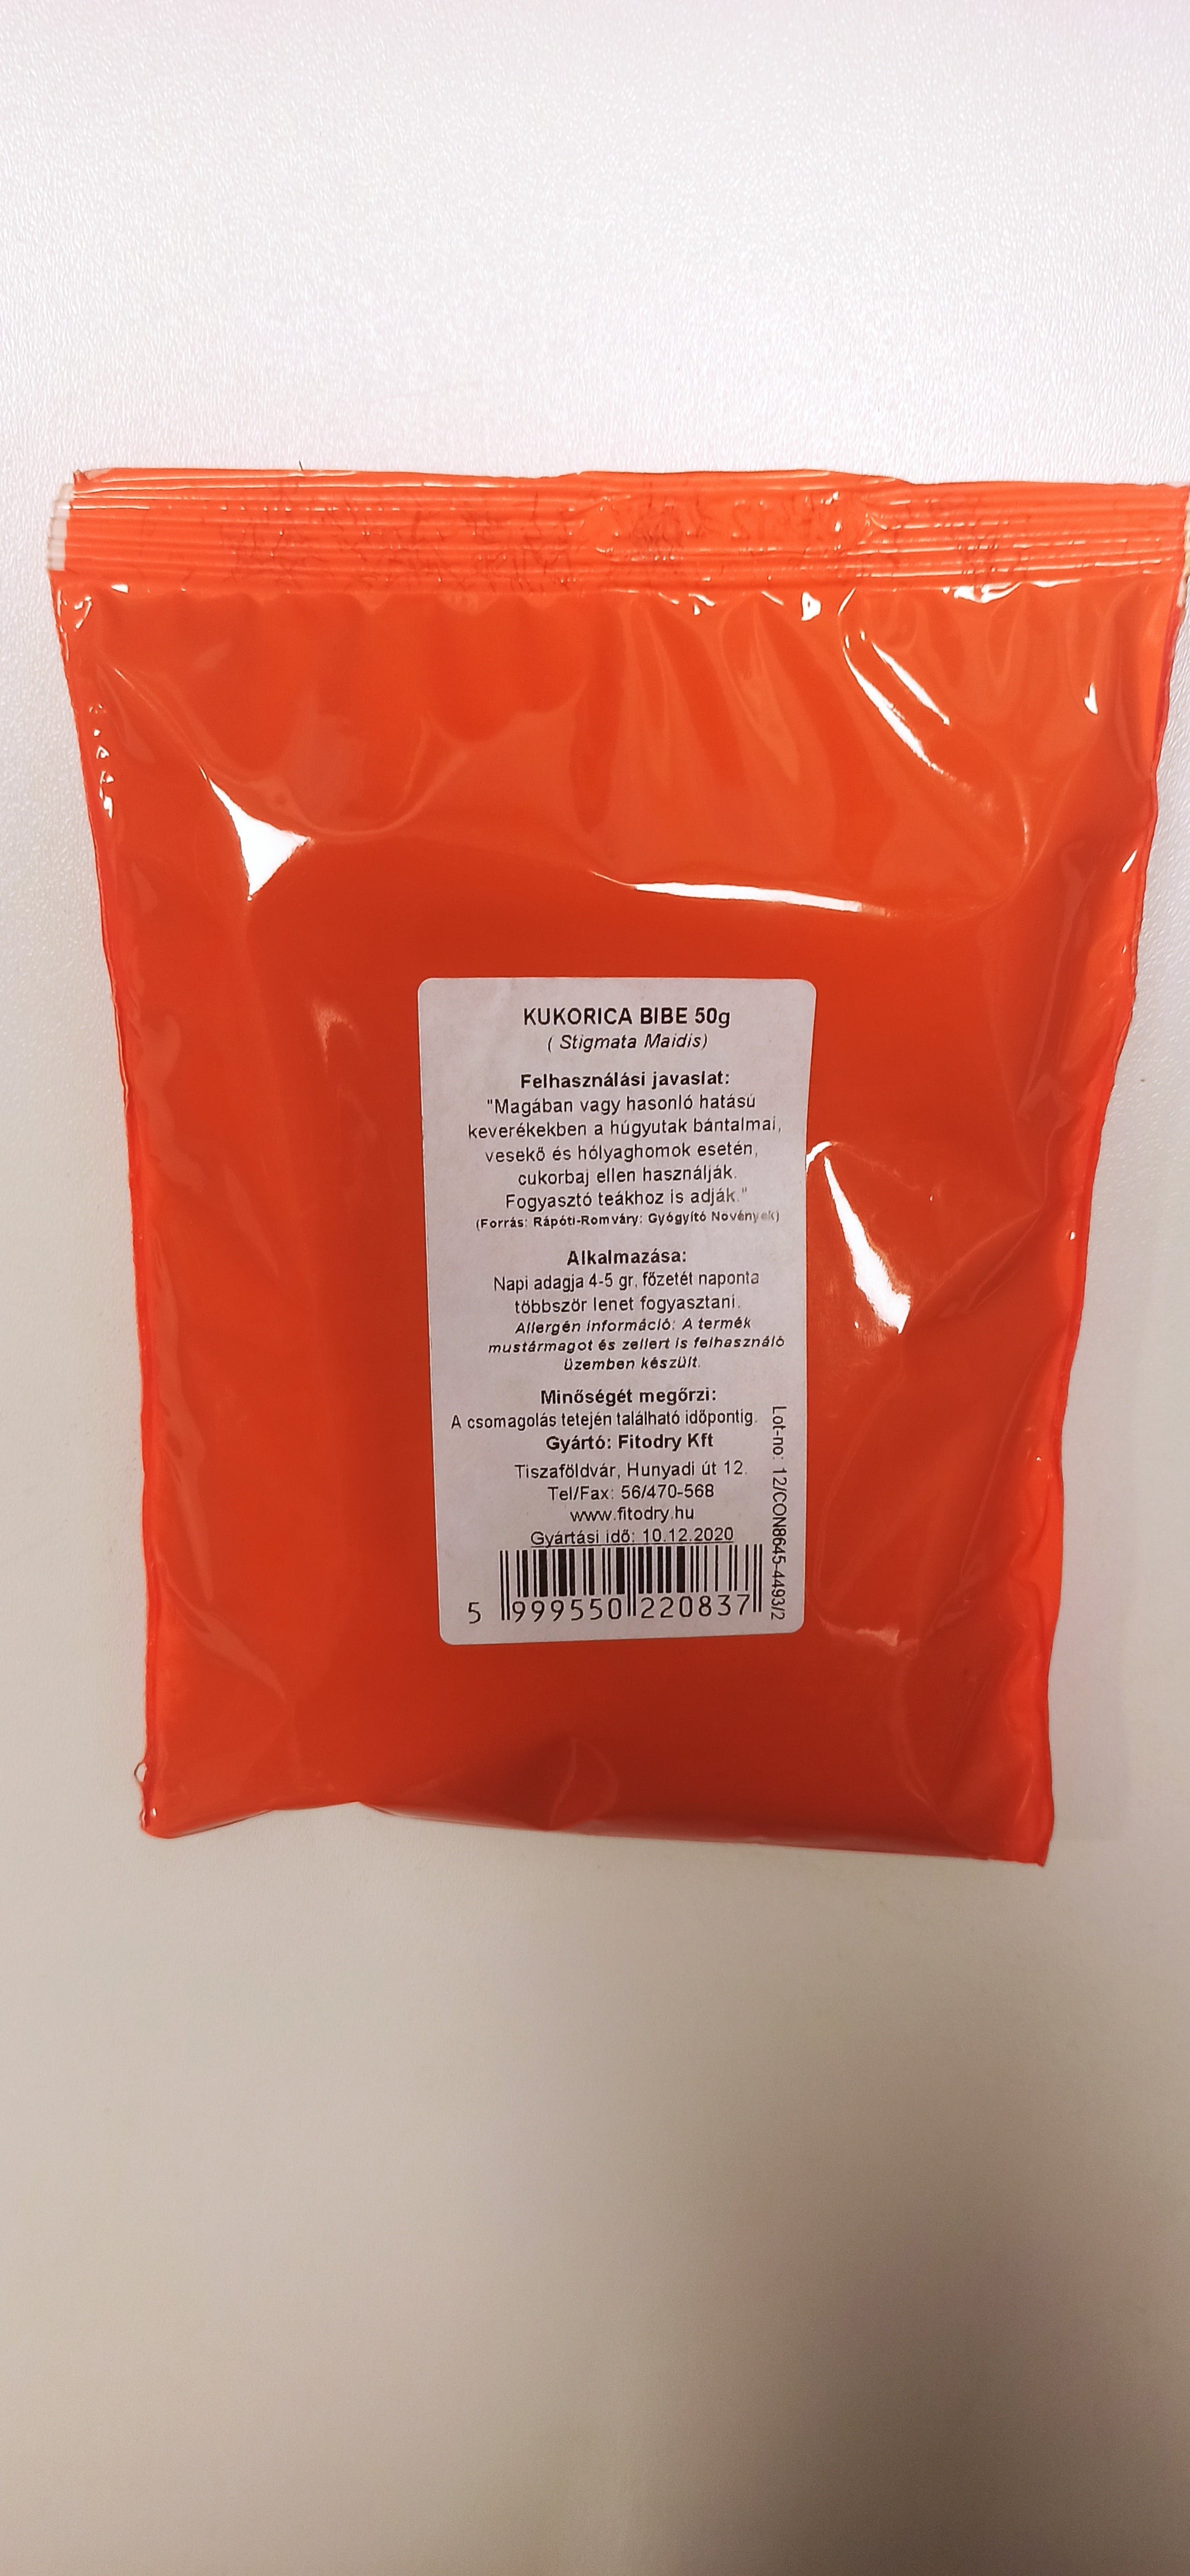 KUKORICA BIBE 50g
( Stigmata Maidis)
Felhasználási javaslat:
"Magában vagy hasonló hatású
keverékekben a húgyutak bántalmai,
vesekő és hólyaghomok esetén,
cukorbaj ellen használják.
Fogyasztó teákhoz is adják."
(Forrás: Rápóti-Romváry: Gyógyító Növények)
Alkalmazása:
Napi adagja 4-5 gr, főzetét naponta
többször lenet fogyasztani.
Allergén információ: A termék
mustármagot és zellert is felhasználó
üzemben készült.
Minőségét megőrzi:
A csomagolás tetején található időpontig.
Gyártó: Fitodry Kft
Tiszaföldvár, Hunyadi út 12.
Tel/Fax: 56/470-568
www.fitodry.hu
Gyártási idő: 10.12.2020
5 999550 220837
Lot-no: 12/CON8645-4493/2